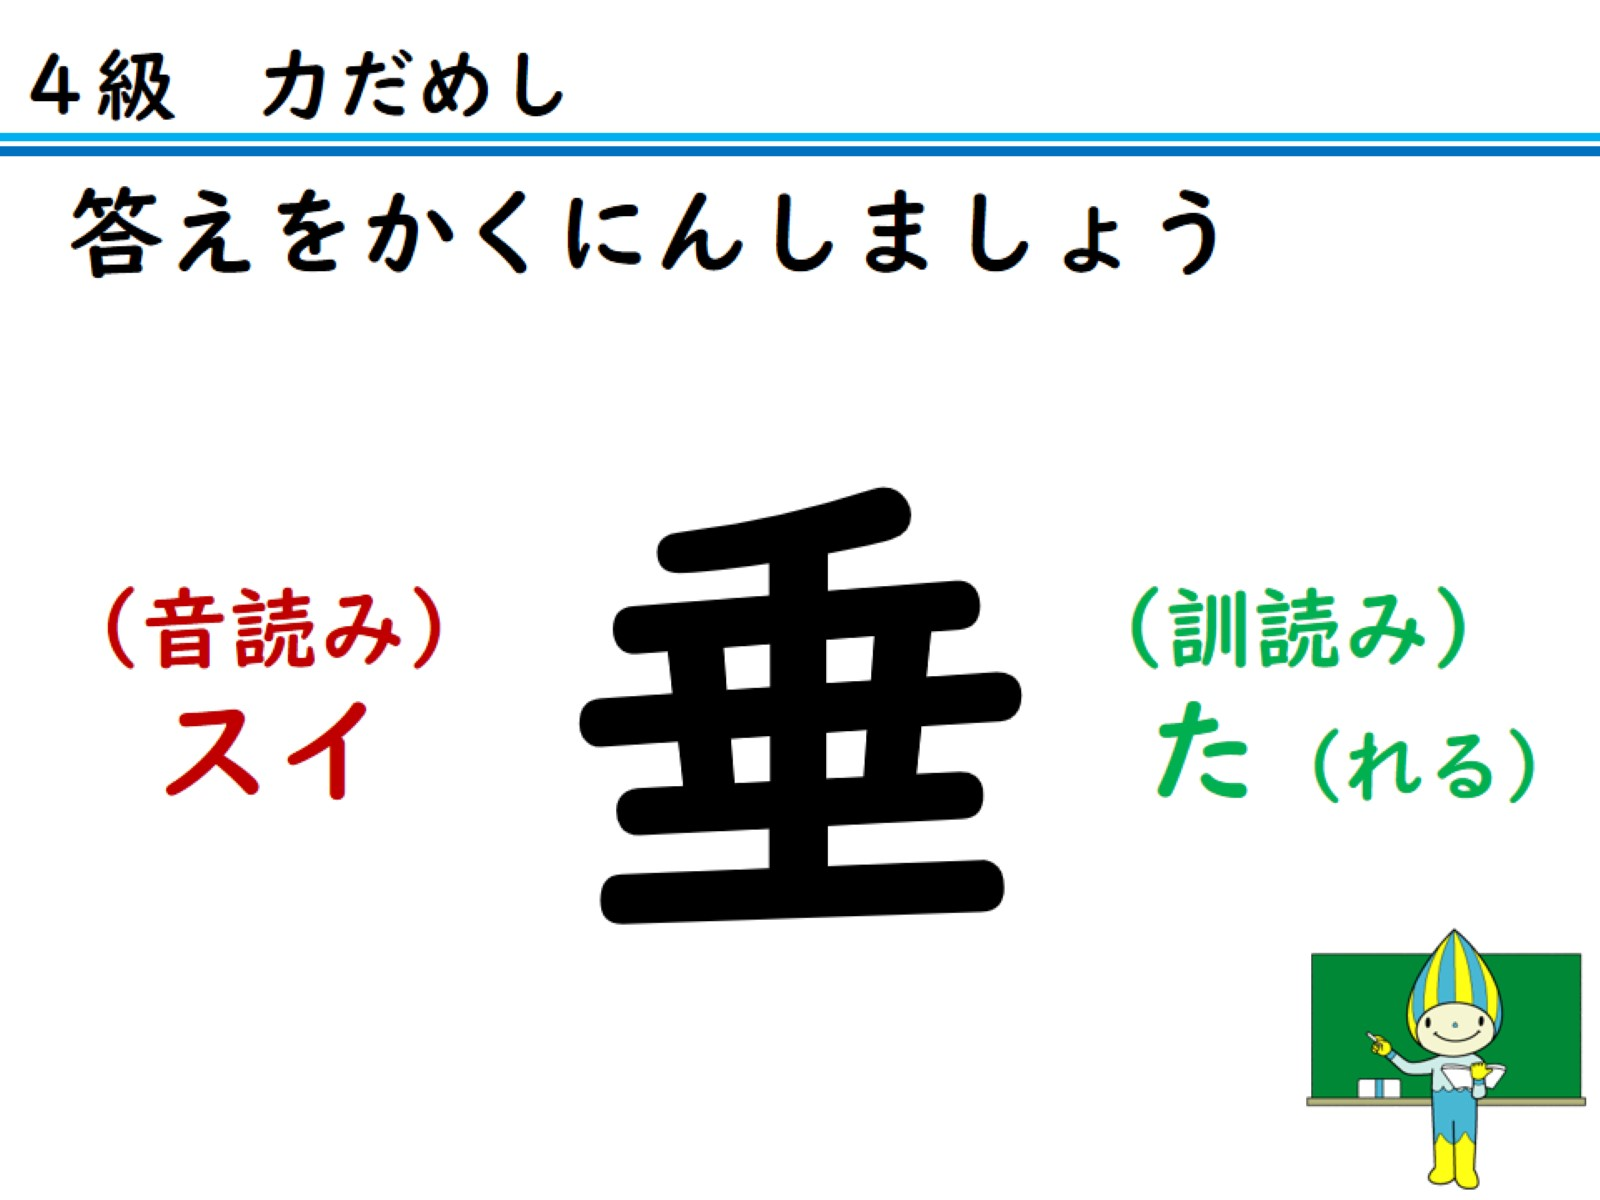 4級　力だめし
答えをかくにんしましょう
（音読み）
スイ
垂
（訓読み）
た（れる）